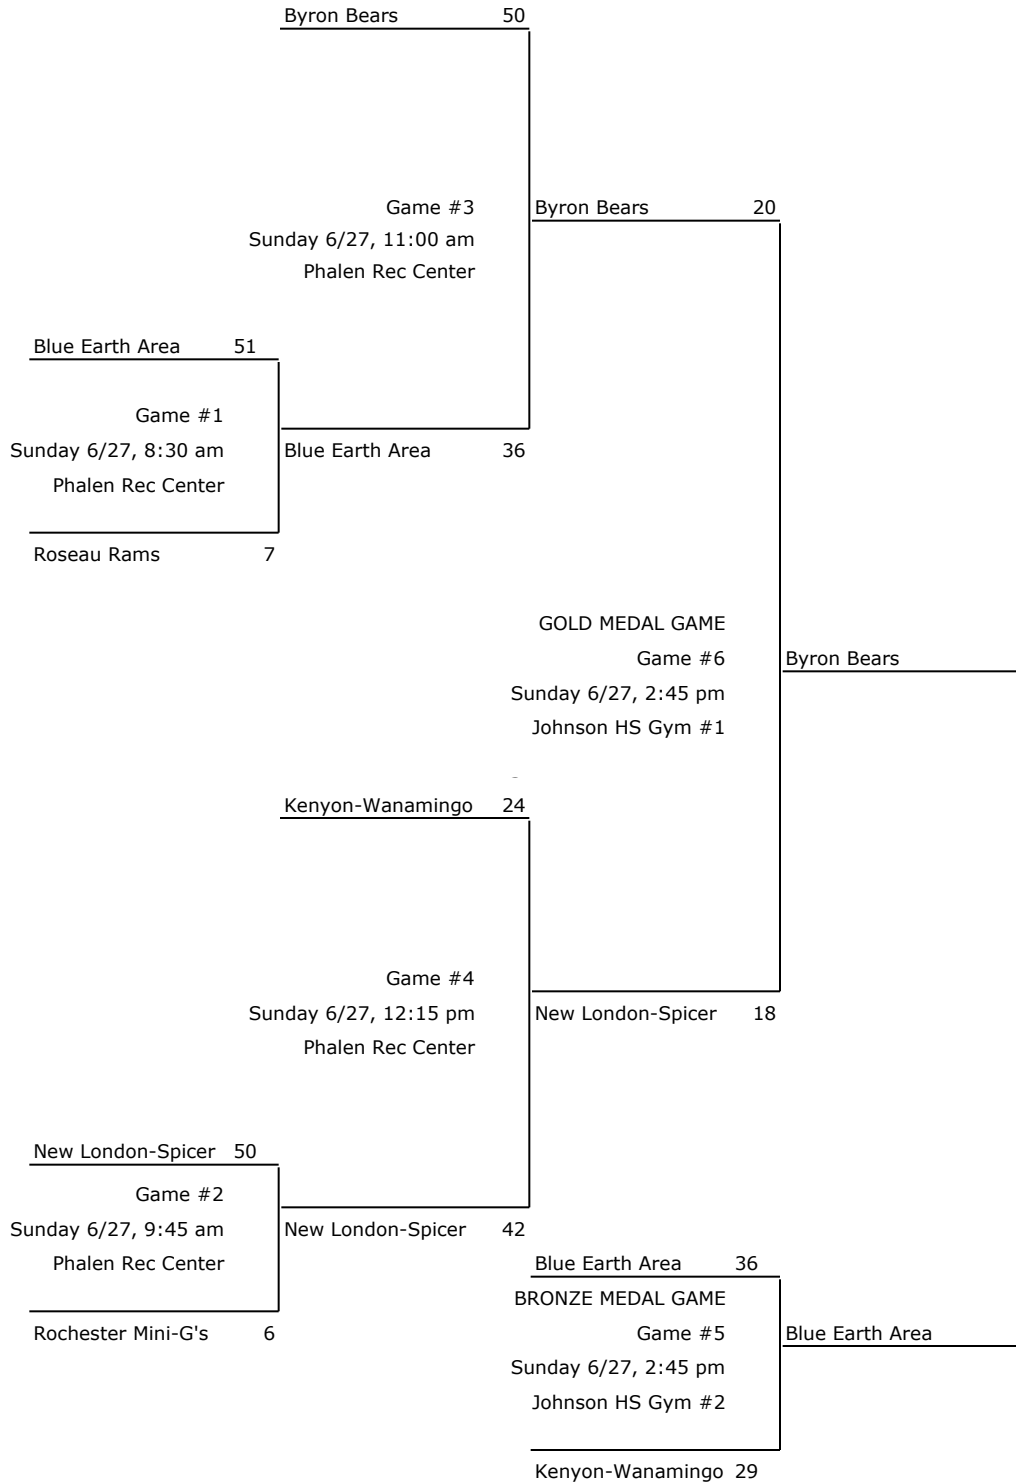 Byron Bears 50
Game #3 Byron Bears 20
Sunday 6/27, 11:00 am
Phalen Rec Center
Blue Earth Area 51
Game #1
Sunday 6/27, 8:30 am Blue Earth Area 36
Phalen Rec Center
Roseau Rams 7
GOLD MEDAL GAME
Game #6 Byron Bears
Sunday 6/27, 2:45 pm
Johnson HS Gym #1
Kenyon-Wanamingo 24
Game #4
Sunday 6/27, 12:15 pm New London-Spicer 18
Phalen Rec Center
New London-Spicer 50
Game #2
Sunday 6/27, 9:45 am New London-Spicer 42
Phalen Rec Center Blue Earth Area 36
BRONZE MEDAL GAME
Rochester Mini-G's 6 Game #5 Blue Earth Area
Sunday 6/27, 2:45 pm
Johnson HS Gym #2
Kenyon-Wanamingo 29